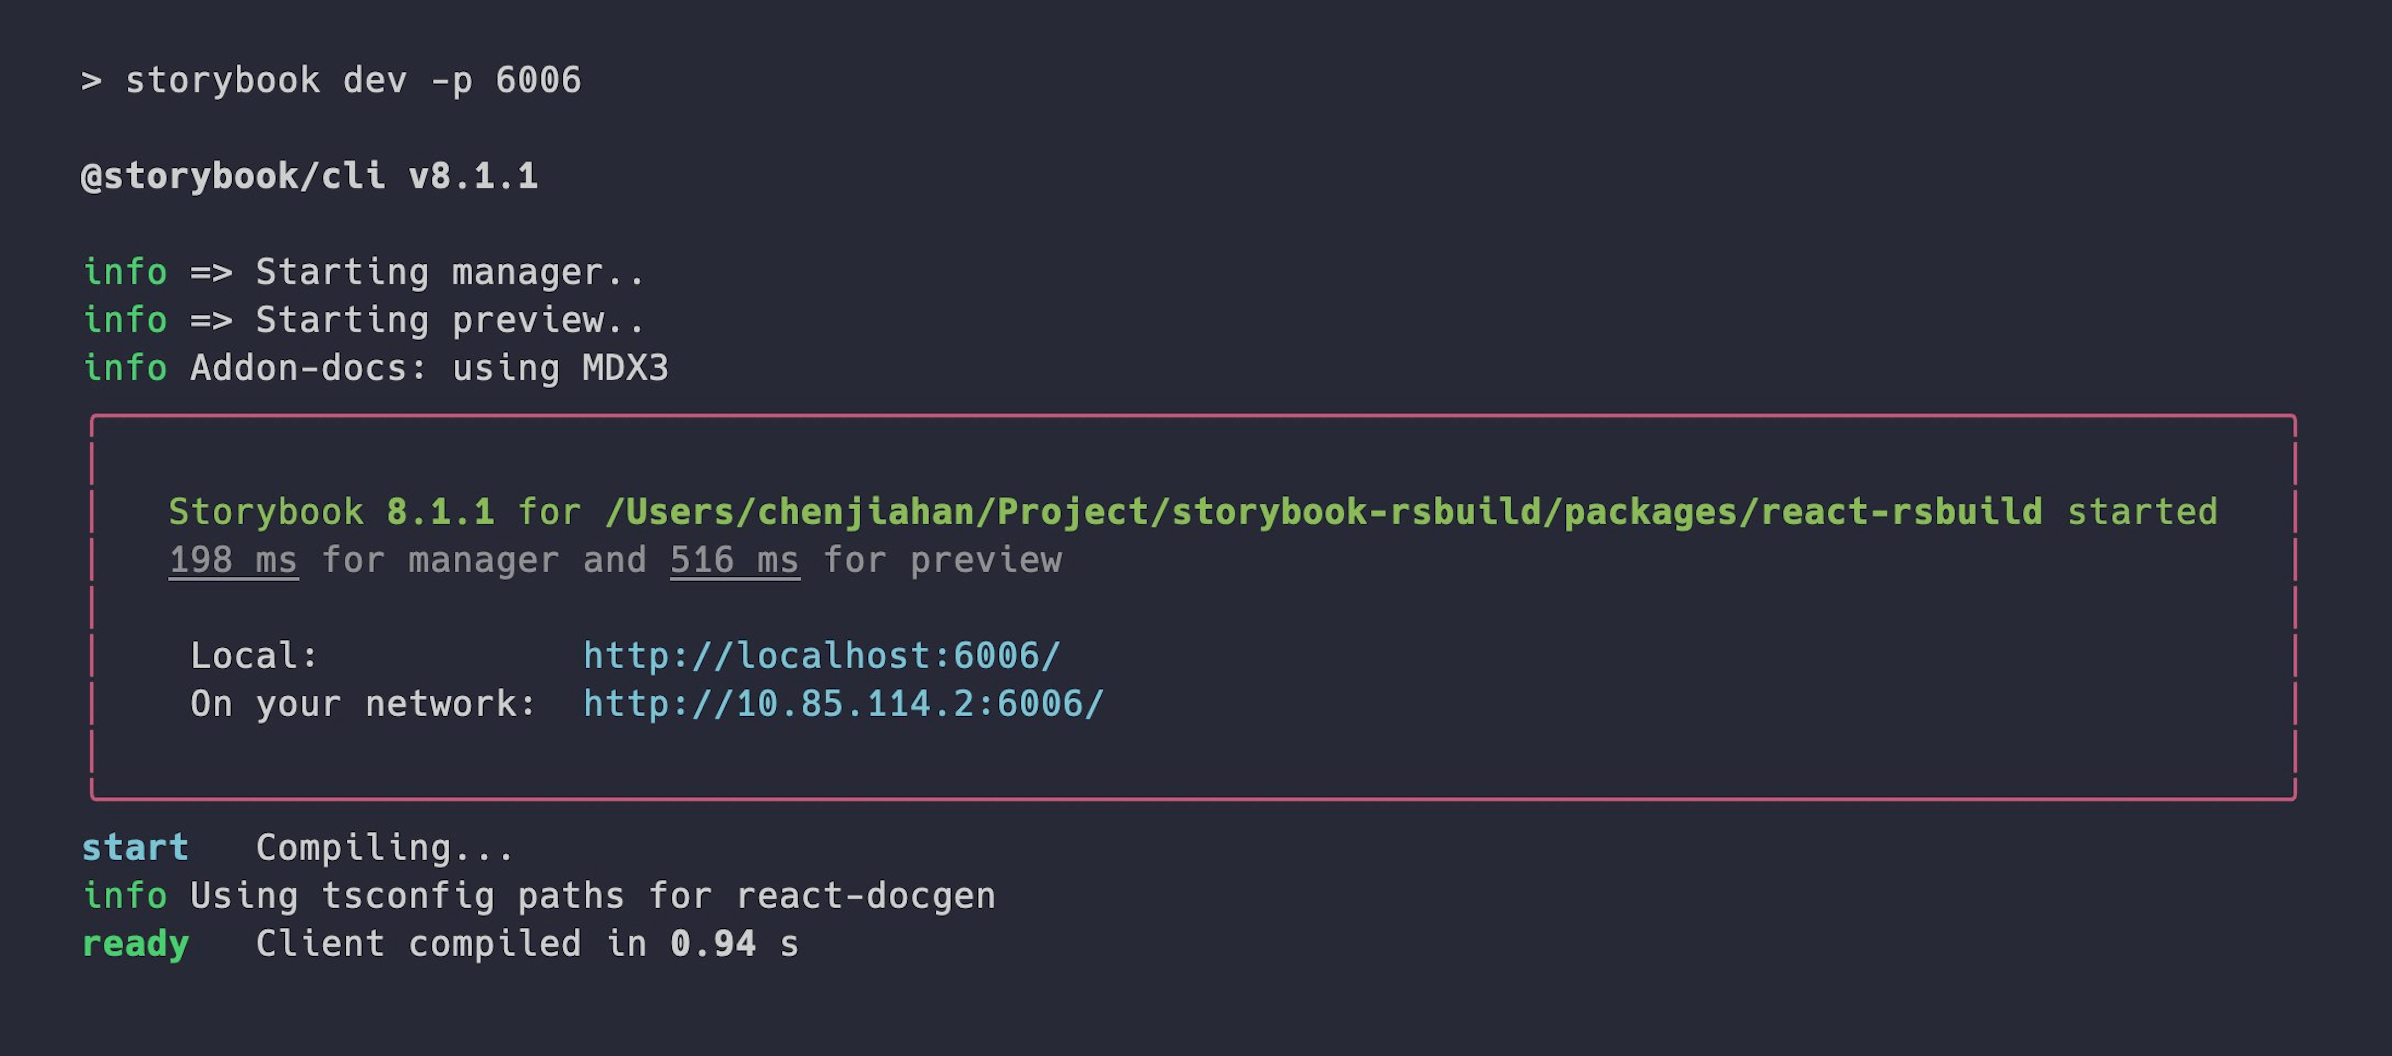 > storybook dev -p 6006
@storybook/cli v8.1.1
info => Starting manager..
info => Starting preview..
info Addon-docs: using MDX3
Storybook 8.1.1 for /Users/chenjiahan/Project/storybook-rsbuild/packages/react-rsbuild started
198 ms for manager and 516 ms for preview
Local: http://localhost:6006/
On your network: http://10.85.114.2:6006/
start Compiling...
info Using tsconfig paths for react-docgen
ready Client compiled in 0.94 s